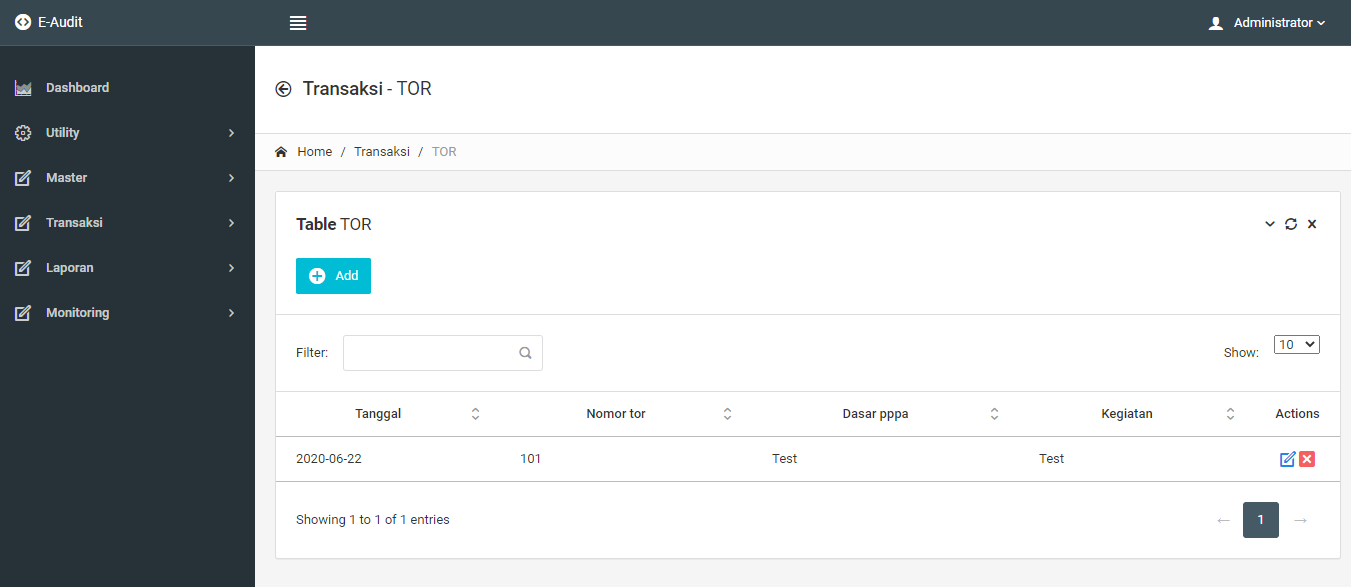 E-Audit
Administrator
Dashboard
Utility
Master
Transaksi
Laporan
Monitoring
Transaksi - TOR
Home / Transaksi / TOR
Table TOR
Add
Filter:
Show: 10
Tanggal Nomor tor Dasar pppa Kegiatan Actions
2020-06-22 101 Test Test
Showing 1 to 1 of 1 entries
← 1 →